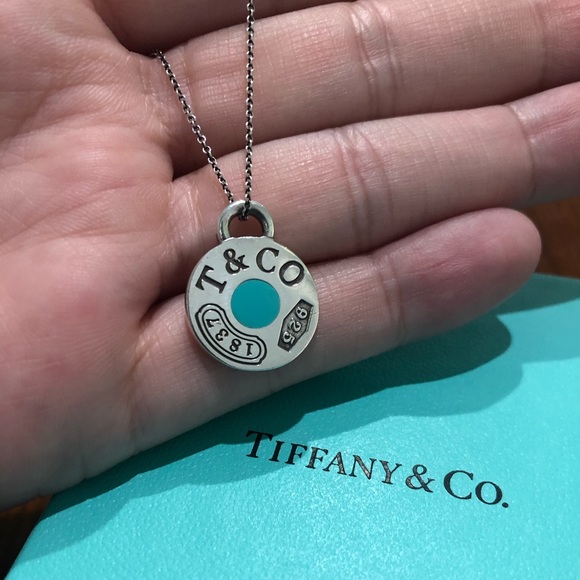 T & CO
1837
925
TIFFANY & CO.